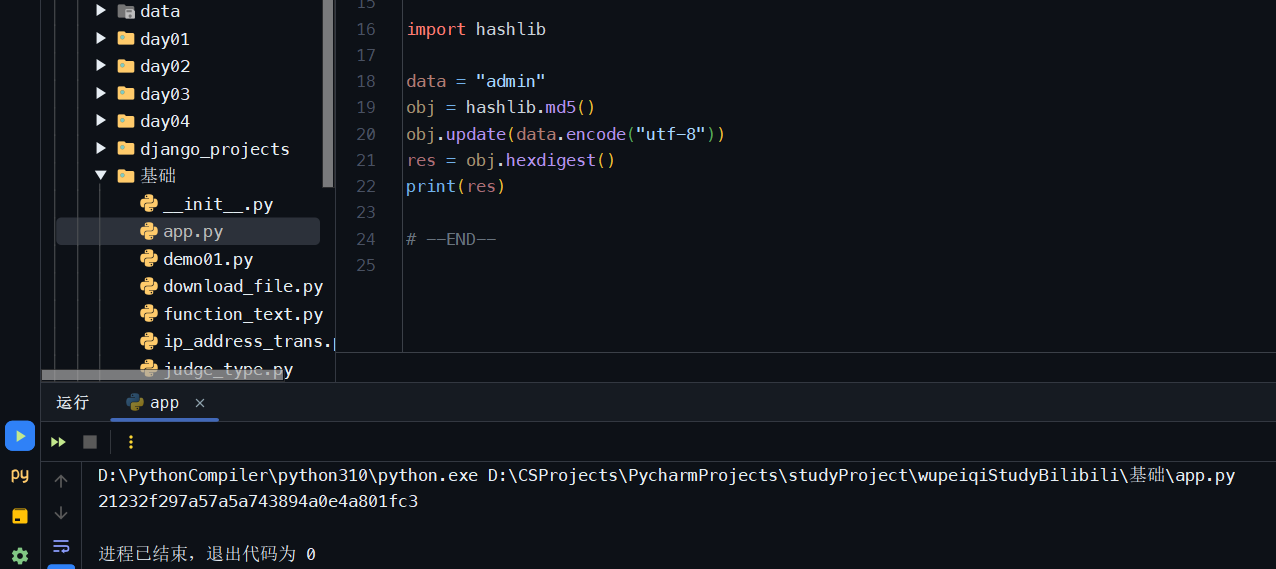 data
day01
day02
day03
day04
django_projects
基础
__init__.py
app.py
demo01.py
download_file.py
function_text.py
ip_address_trans.
judge_type.py
15
16 import hashlib
17
18 data = "admin"
19 obj = hashlib.md5()
20 obj.update(data.encode("utf-8"))
21 res = obj.hexdigest()
22 print(res)
23
24 # --END--
25
运行 app ×
D:\PythonCompiler\python310\python.exe D:\CSProjects\PycharmProjects\studyProject\wupeiqiStudyBilibili\基础\app.py
21232f297a57a5a743894a0e4a801fc3
进程已结束，退出代码为 0
py